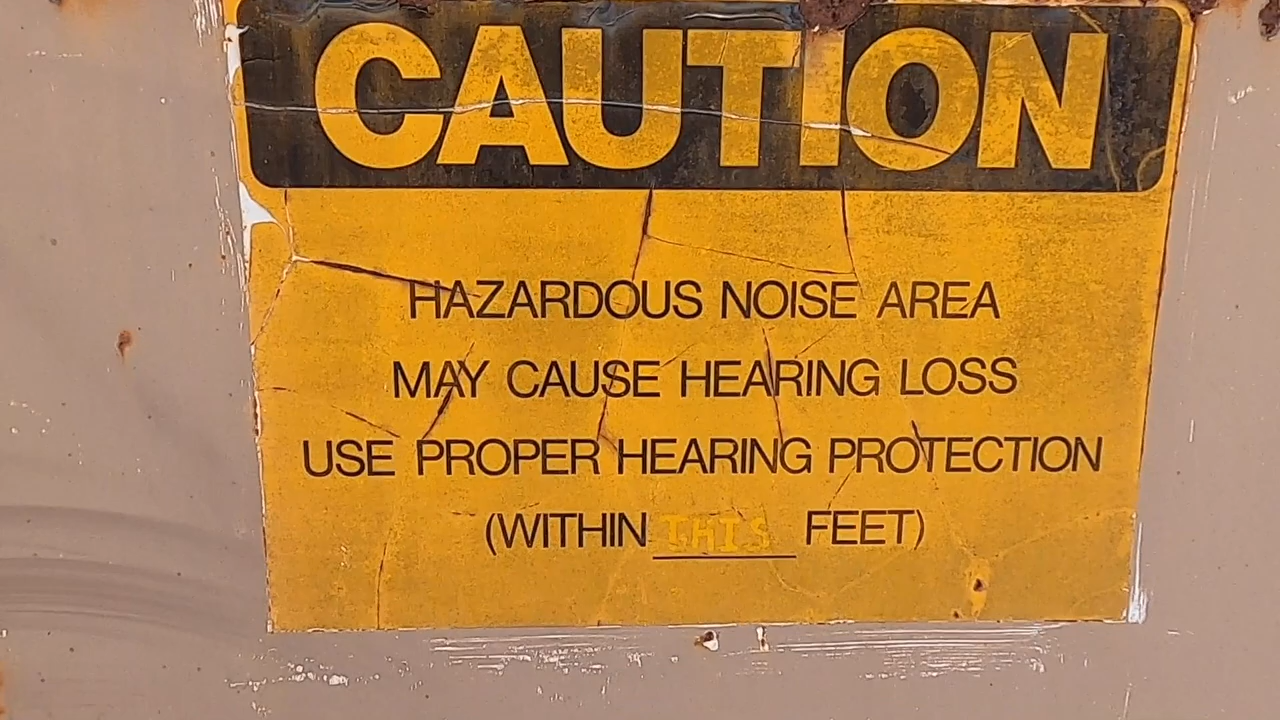 CAUTION
HAZARDOUS NOISE AREA
MAY CAUSE HEARING LOSS
USE PROPER HEARING PROTECTION
(WITHIN THIS FEET)